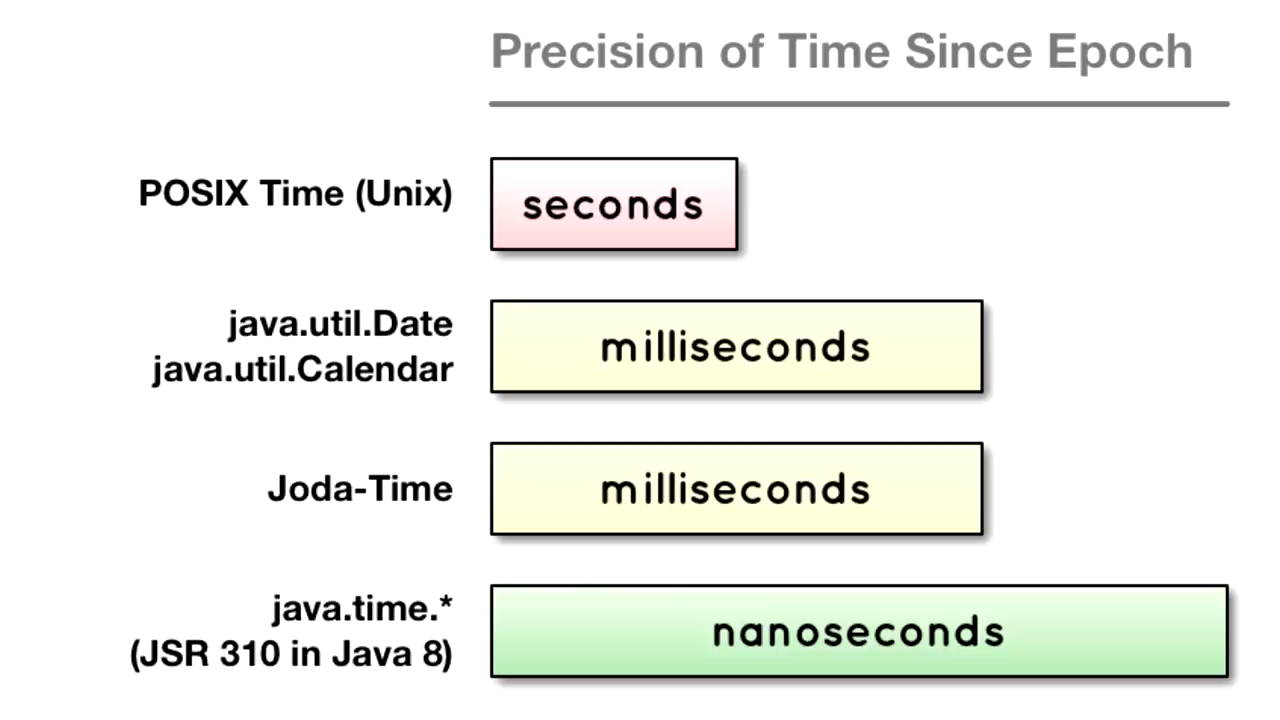 Precision of Time Since Epoch
POSIX Time (Unix)
seconds
java.util.Date
java.util.Calendar
milliseconds
Joda-Time
milliseconds
java.time.*
(JSR 310 in Java 8)
nanoseconds